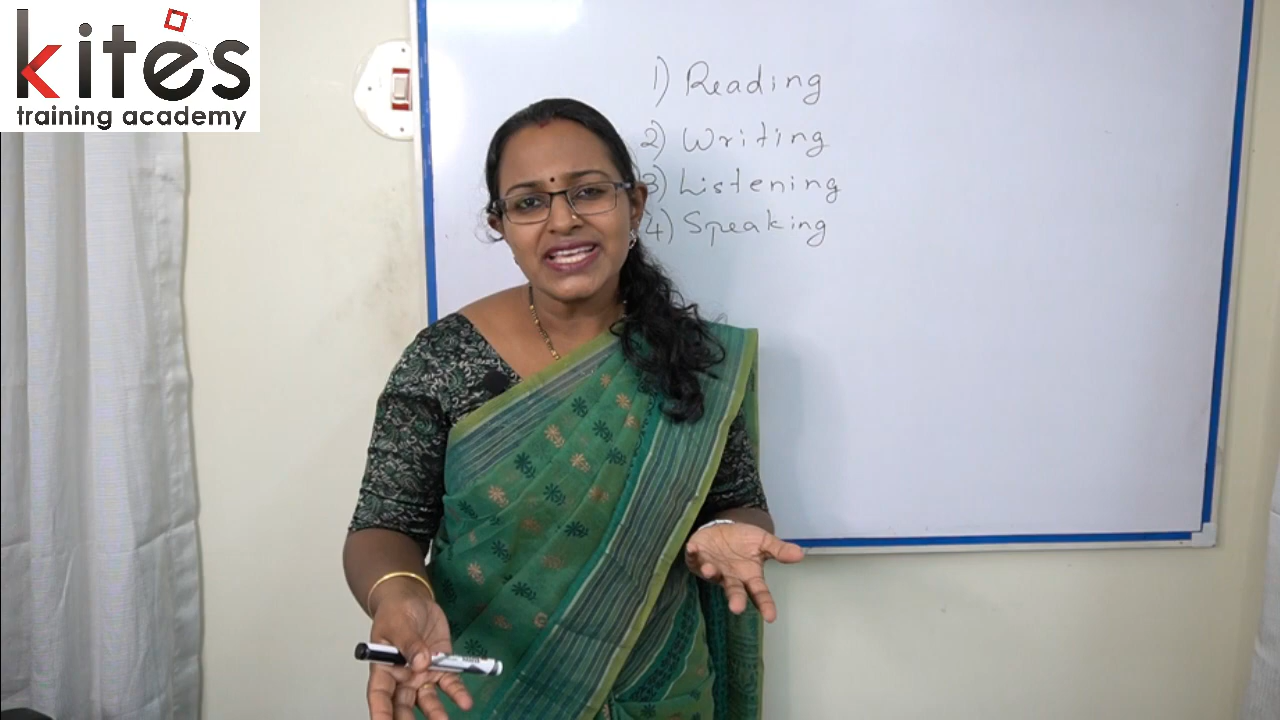 kites
training academy
1) Reading
2) Writing
3) Listening
4) Speaking